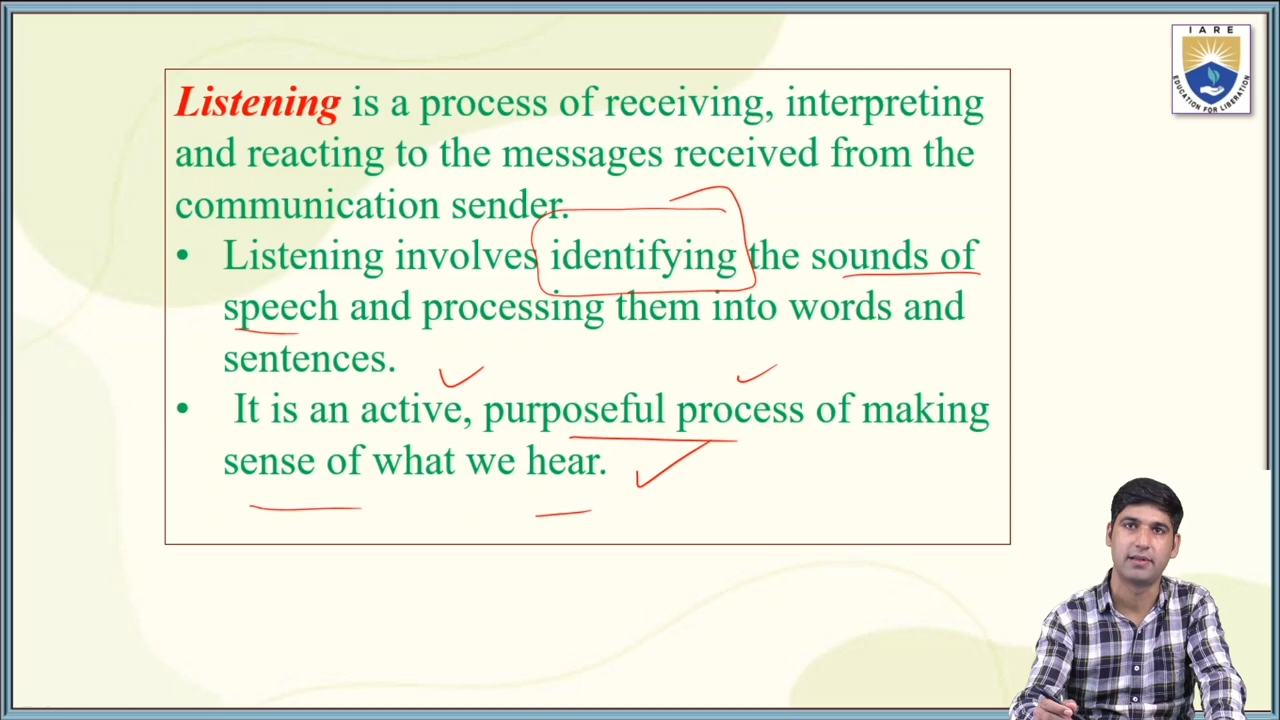 IARE
EDUCATION FOR LIBERATION
Listening is a process of receiving, interpreting
and reacting to the messages received from the
communication sender.
• Listening involves identifying the sounds of
speech and processing them into words and
sentences.
• It is an active, purposeful process of making
sense of what we hear.